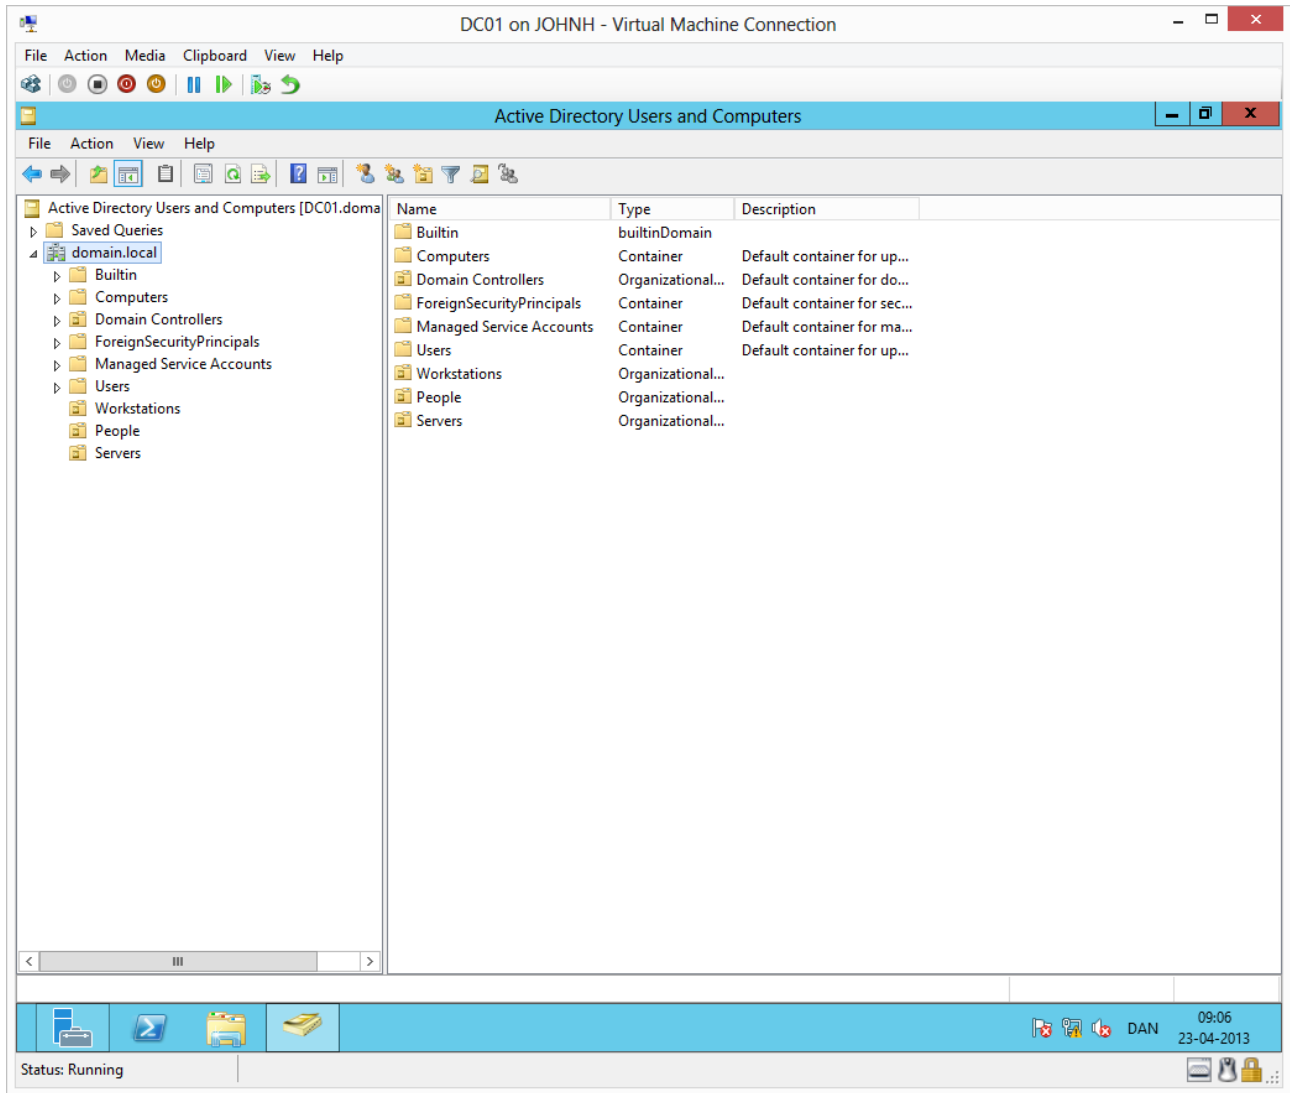 DC01 on JOHNH - Virtual Machine Connection
File Action Media Clipboard View Help
Active Directory Users and Computers
File Action View Help
Active Directory Users and Computers [DC01.doma
Saved Queries
domain.local
Builtin
Computers
Domain Controllers
ForeignSecurityPrincipals
Managed Service Accounts
Users
Workstations
People
Servers
Name Type Description
Builtin builtinDomain
Computers Container Default container for up...
Domain Controllers Organizational... Default container for do...
ForeignSecurityPrincipals Container Default container for sec...
Managed Service Accounts Container Default container for ma...
Users Container Default container for up...
Workstations Organizational...
People Organizational...
Servers Organizational...
DAN
09:06
23-04-2013
Status: Running